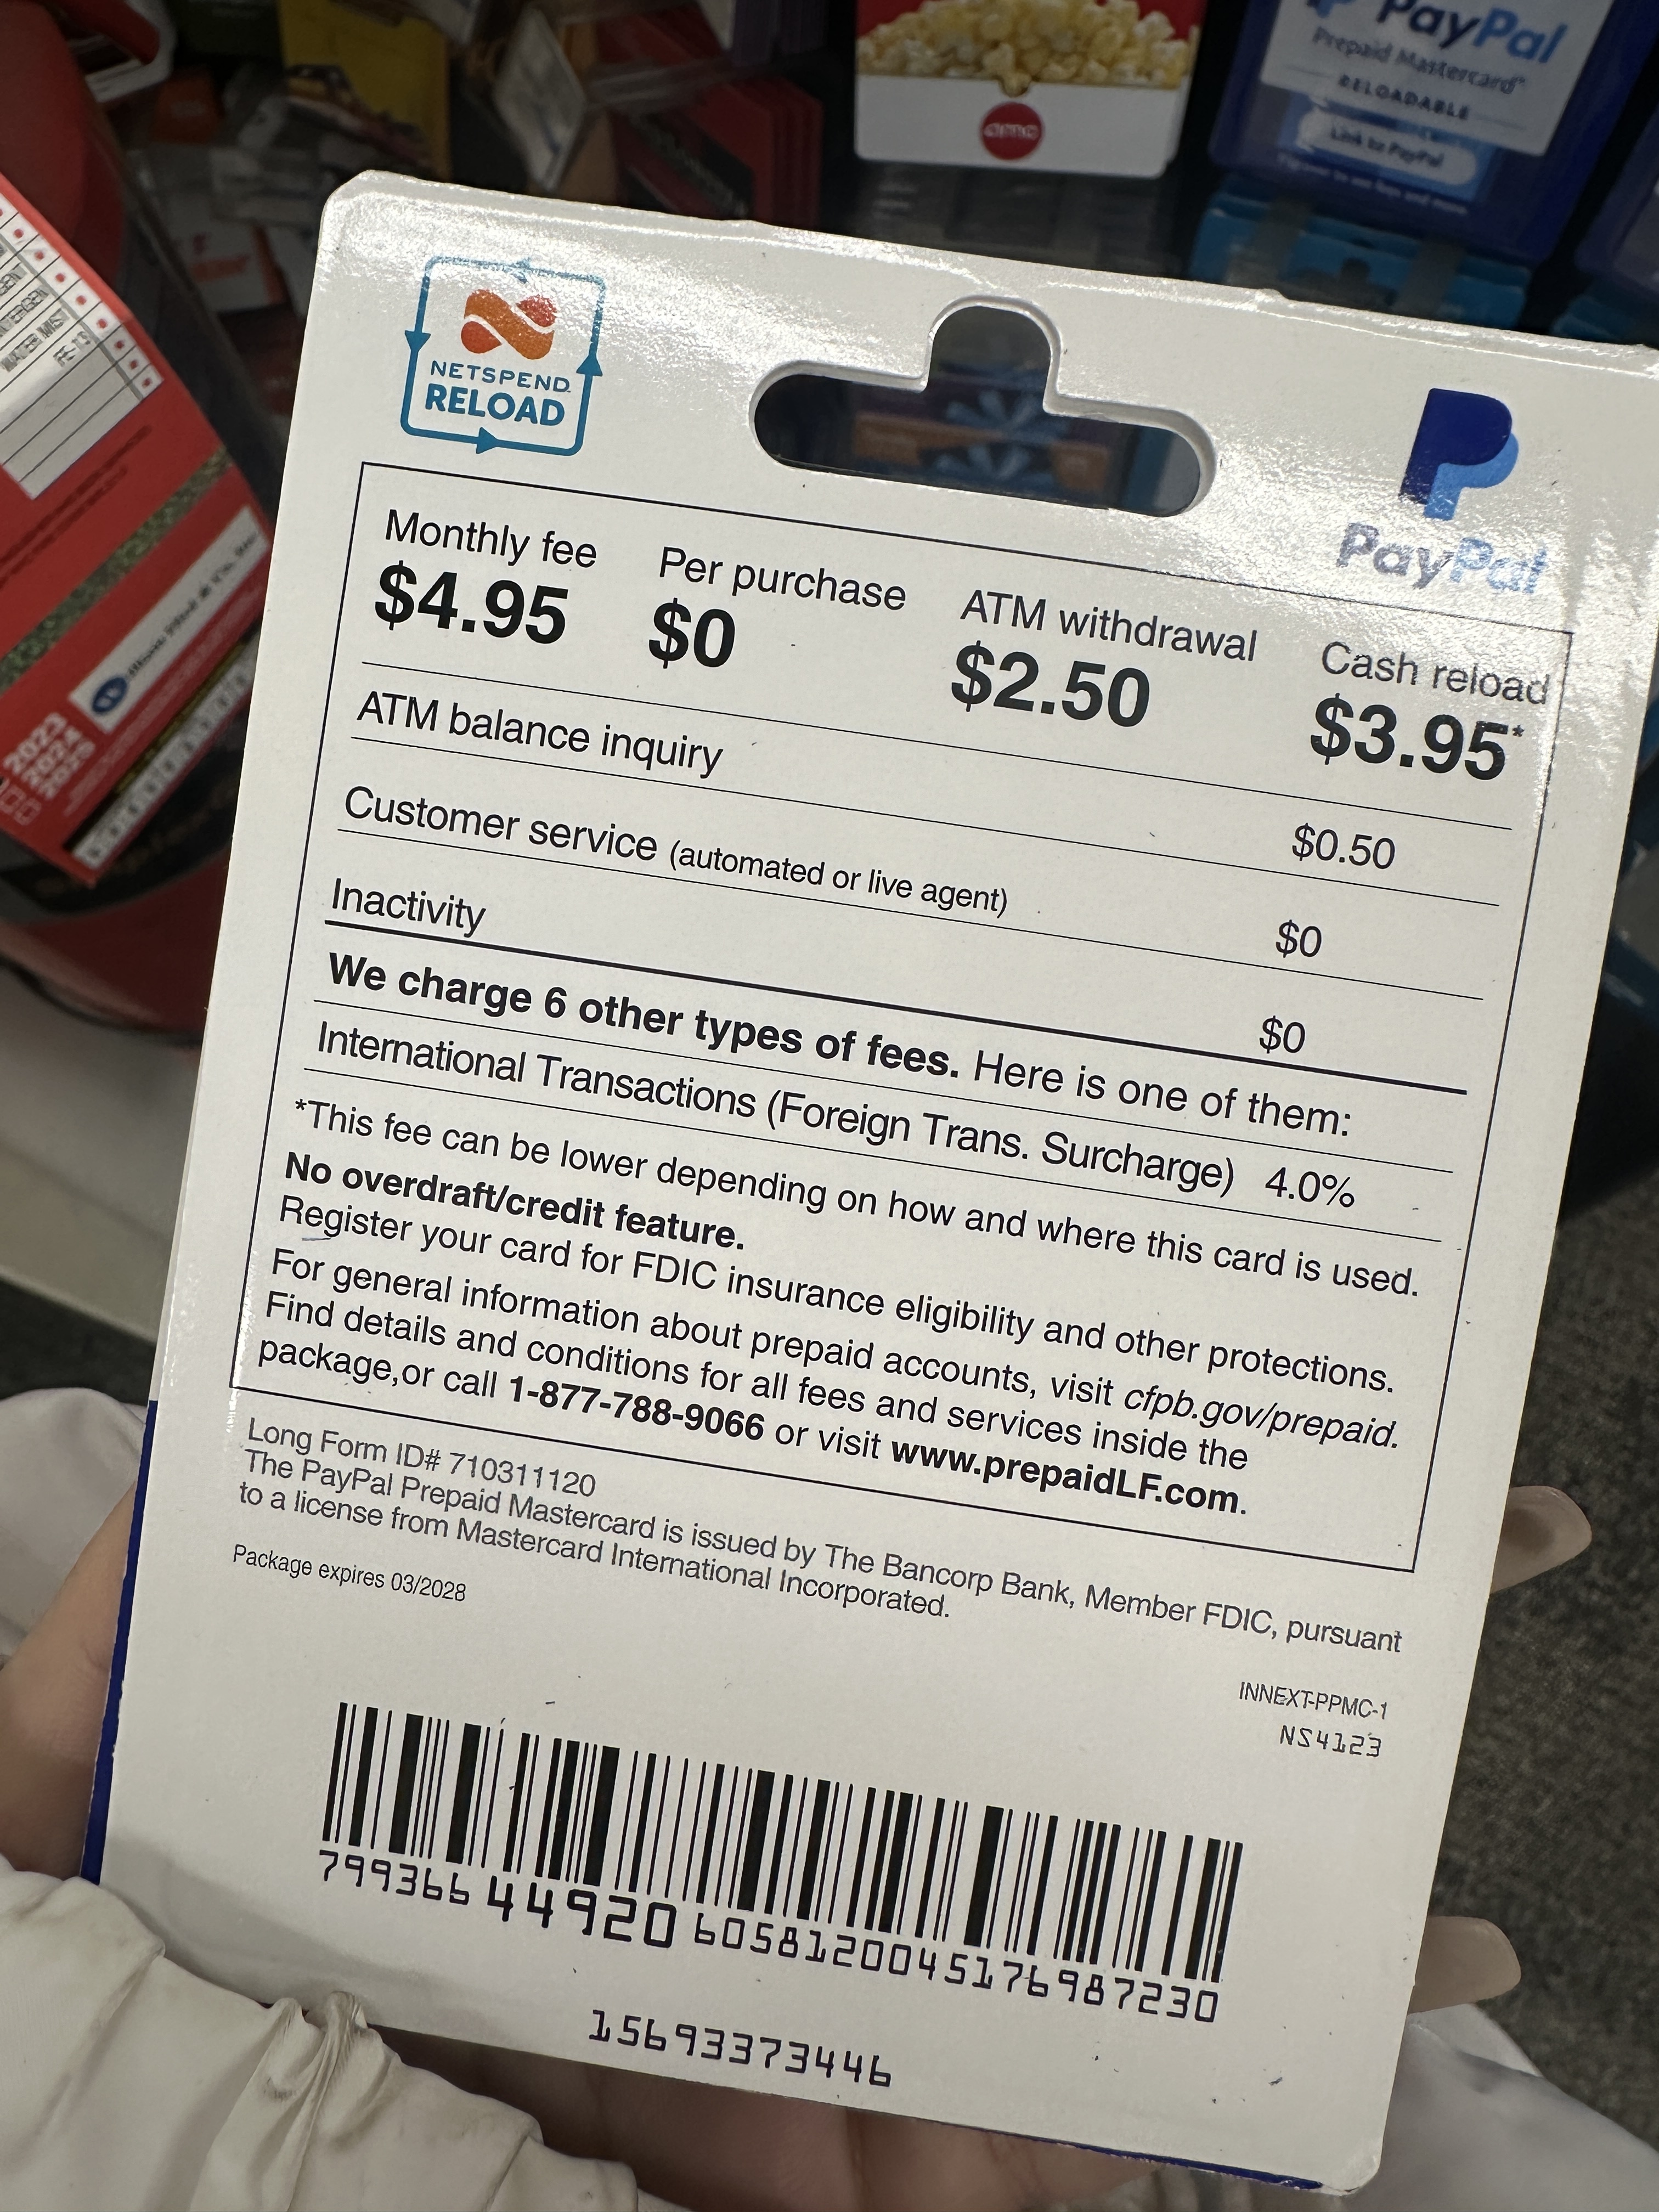 PayPal
Prepaid Mastercard®
RELOADABLE
Link to PayPal
amc
NETSPEND
RELOAD
PayPal
Monthly fee Per purchase ATM withdrawal Cash reload
$4.95 $0 $2.50 $3.95*
ATM balance inquiry $0.50
Customer service (automated or live agent) $0
Inactivity $0
We charge 6 other types of fees. Here is one of them:
International Transactions (Foreign Trans. Surcharge) 4.0%
*This fee can be lower depending on how and where this card is used.
No overdraft/credit feature.
Register your card for FDIC insurance eligibility and other protections.
For general information about prepaid accounts, visit cfpb.gov/prepaid.
Find details and conditions for all fees and services inside the
package,or call 1-877-788-9066 or visit www.prepaidLF.com.
Long Form ID# 710311120
The PayPal Prepaid Mastercard is issued by The Bancorp Bank, Member FDIC, pursuant
to a license from Mastercard International Incorporated.
Package expires 03/2028
INNEXT-PPMC-1
NS4123
799366 44920 6058120045176987230
15693373446
2023
2024
2025